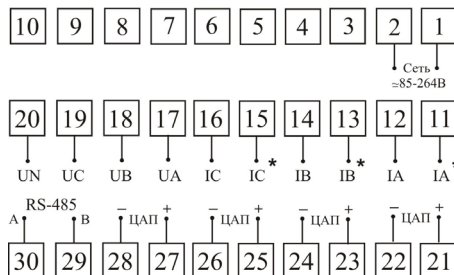 10 9 8 7 6 5 4 3 2 1
Сеть
≂85-264В
20 19 18 17 16 15 14 13 12 11
UN UC UB UA IC IC* IB IB* IA IA*
RS-485
A B − ЦАП + − ЦАП + − ЦАП + − ЦАП +
30 29 28 27 26 25 24 23 22 21